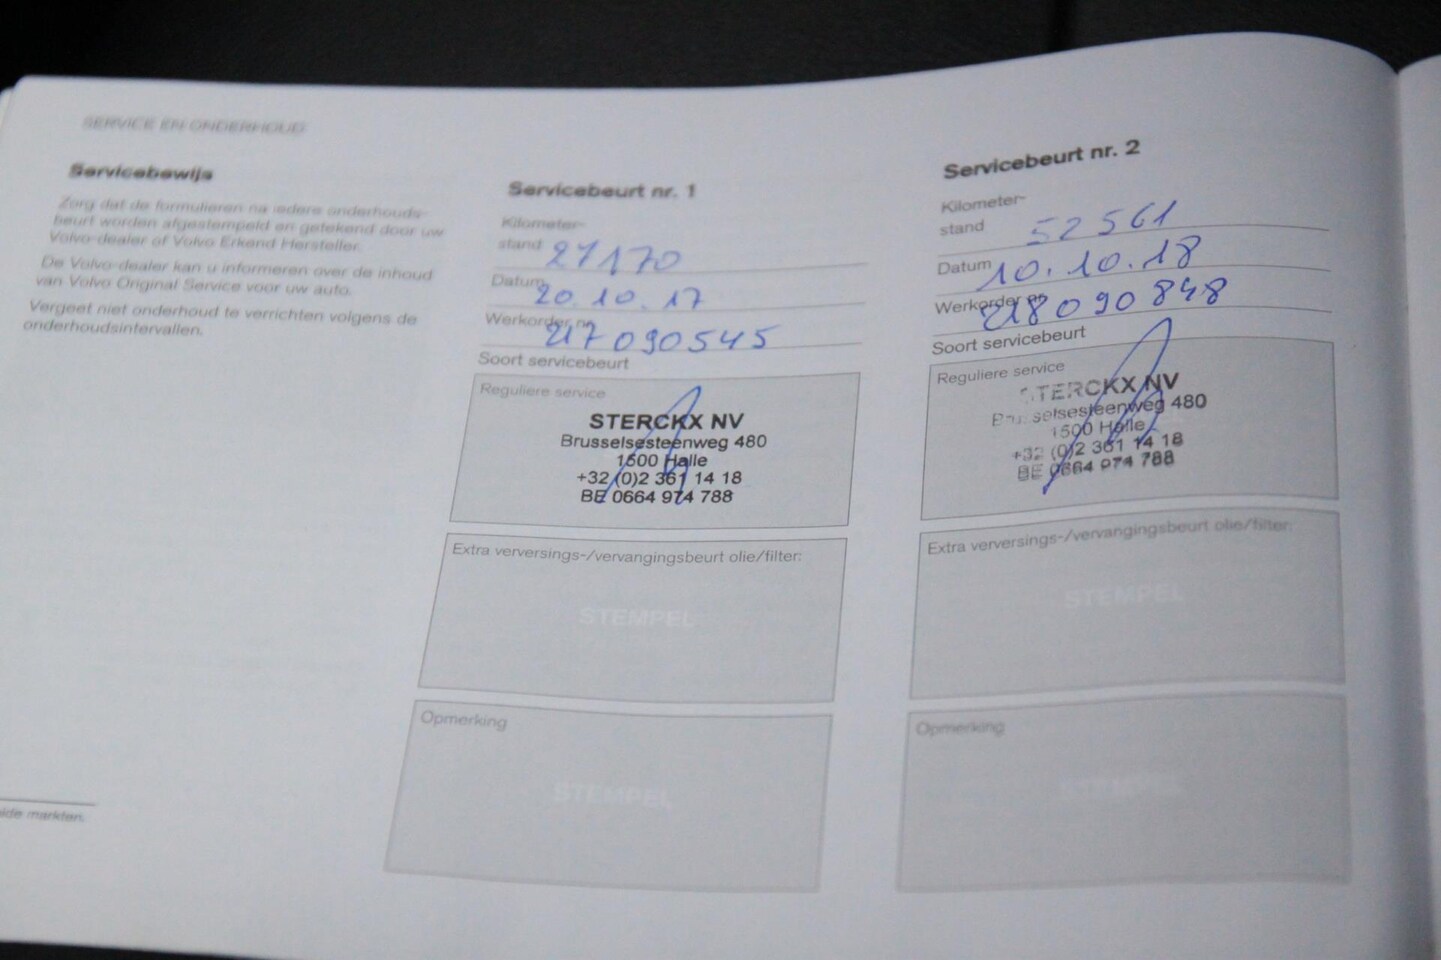 SERVICE EN ONDERHOUD
Servicebewijs
Zorg dat de formulieren na iedere onderhouds-
beurt worden afgestempeld en getekend door uw
Volvo-dealer of Volvo Erkend Hersteller.
De Volvo-dealer kan u informeren over de inhoud
van Volvo Original Service voor uw auto.
Vergeet niet onderhoud te verrichten volgens de
onderhoudsintervallen.
markten.
Servicebeurt nr. 1
Kilometer-
stand 27170
Datum 20.10.17
Werkorder nr. 217090545
Soort servicebeurt
Reguliere service
STERCKX NV
Brusselsesteenweg 480
1500 Halle
+32 (0)2 361 14 18
BE 0664 974 788
Extra verversings-/vervangingsbeurt olie/filter:
STEMPEL
Opmerking
STEMPEL
Servicebeurt nr. 2
Kilometer-
stand 52561
Datum 10.10.18
Werkorder nr. 218090848
Soort servicebeurt
Reguliere service
STERCKX NV
Brusselsesteenweg 480
1500 Halle
+32 (0)2 361 14 18
BE 0664 974 788
Extra verversings-/vervangingsbeurt olie/filter:
STEMPEL
Opmerking
STEMPEL